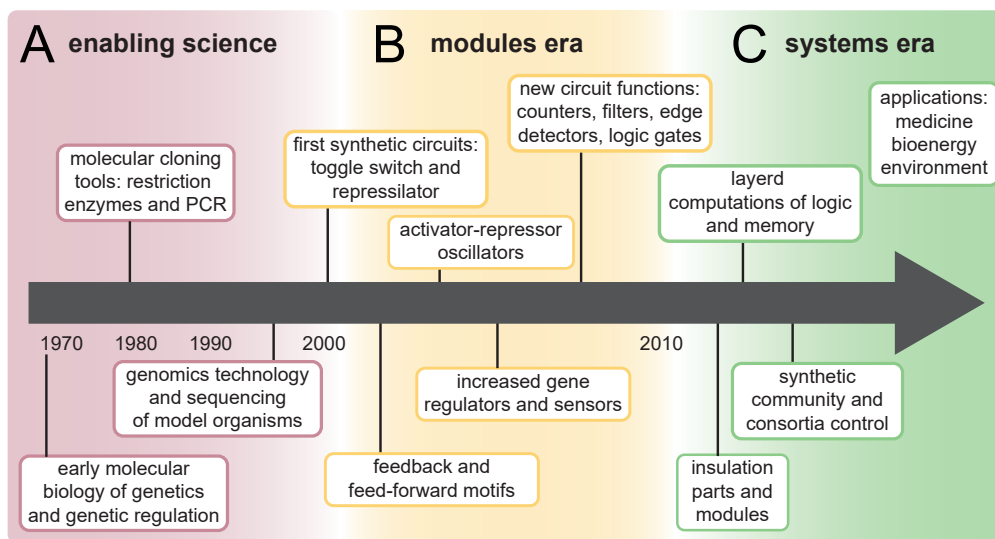 A enabling science
B modules era
C systems era
molecular cloning
tools: restriction
enzymes and PCR
first synthetic circuits:
toggle switch and
repressilator
activator-repressor
oscillators
new circuit functions:
counters, filters, edge
detectors, logic gates
layerd
computations of logic
and memory
applications:
medicine
bioenergy
environment
1970
1980
1990
2000
2010
early molecular
biology of genetics
and genetic regulation
genomics technology
and sequencing
of model organisms
feedback and
feed-forward motifs
increased gene
regulators and sensors
insulation
parts and
modules
synthetic
community and
consortia control